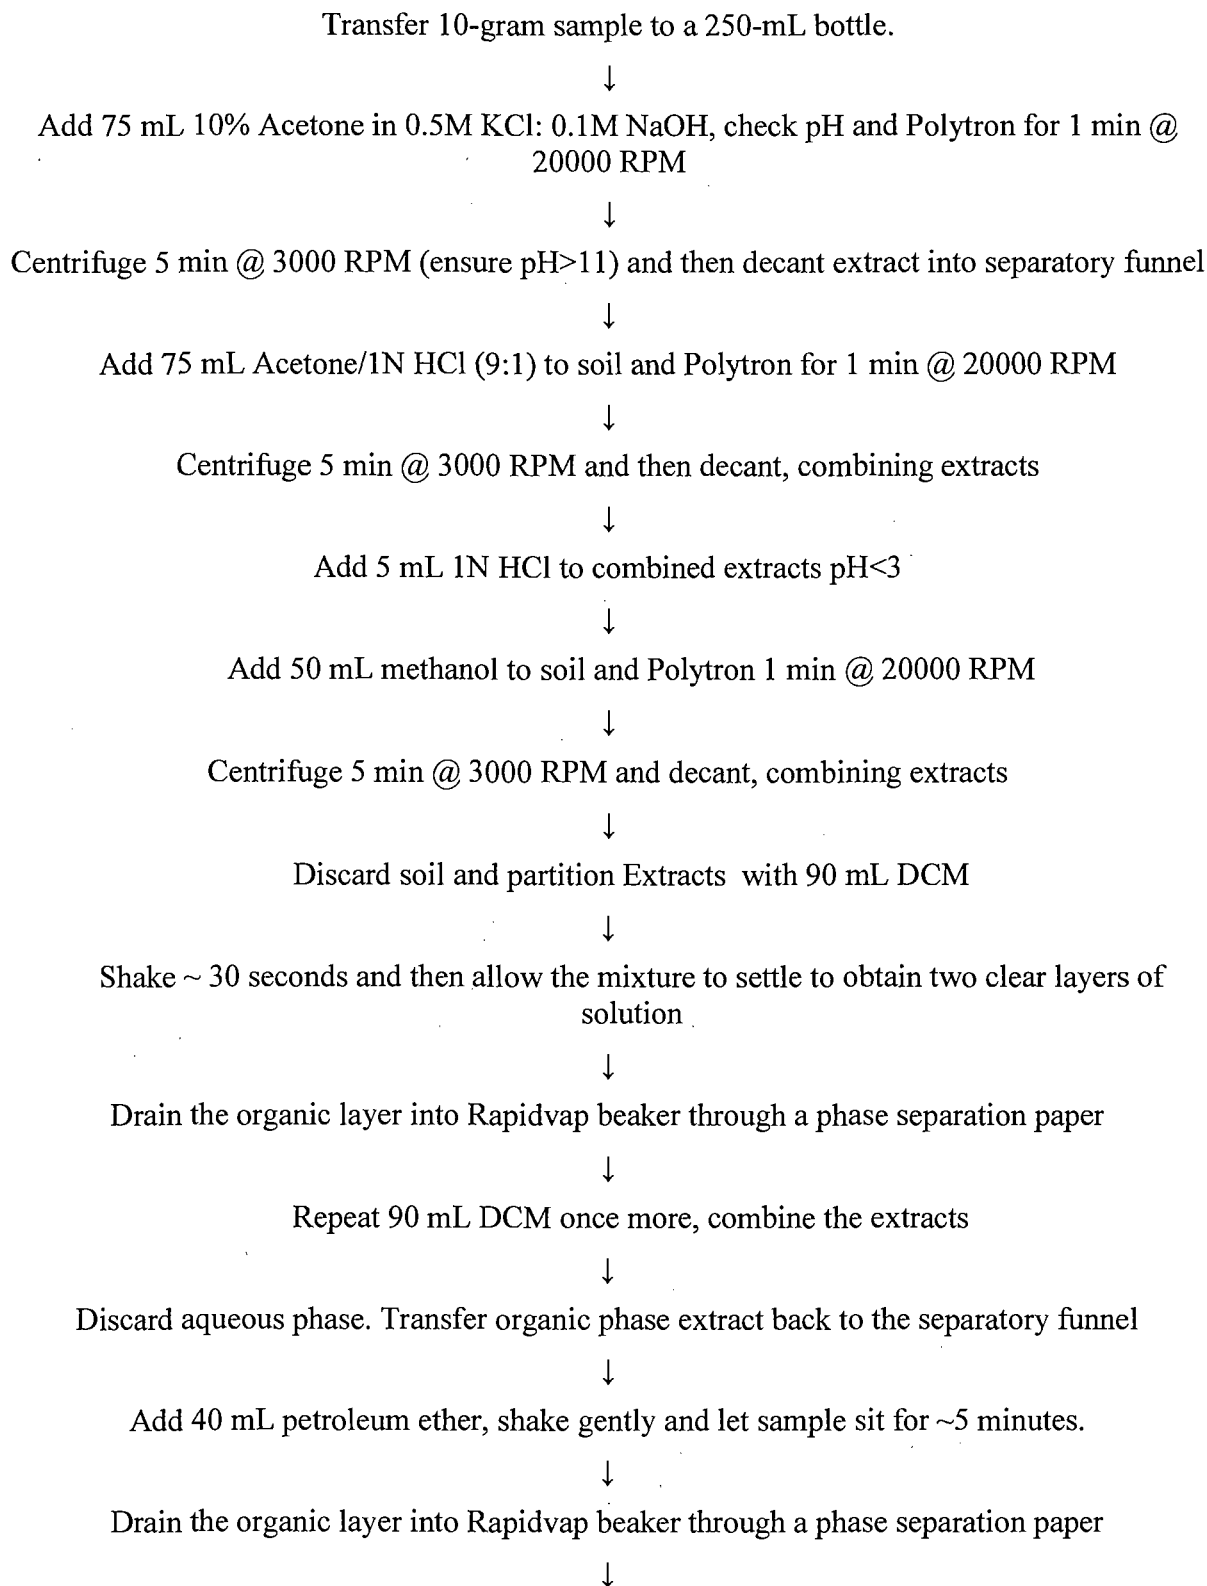 Transfer 10-gram sample to a 250-mL bottle.
↓
Add 75 mL 10% Acetone in 0.5M KCl: 0.1M NaOH, check pH and Polytron for 1 min @
20000 RPM
↓
Centrifuge 5 min @ 3000 RPM (ensure pH>11) and then decant extract into separatory funnel
↓
Add 75 mL Acetone/1N HCl (9:1) to soil and Polytron for 1 min @ 20000 RPM
↓
Centrifuge 5 min @ 3000 RPM and then decant, combining extracts
↓
Add 5 mL 1N HCl to combined extracts pH<3
↓
Add 50 mL methanol to soil and Polytron 1 min @ 20000 RPM
↓
Centrifuge 5 min @ 3000 RPM and decant, combining extracts
↓
Discard soil and partition Extracts with 90 mL DCM
↓
Shake ~ 30 seconds and then allow the mixture to settle to obtain two clear layers of
solution
↓
Drain the organic layer into Rapidvap beaker through a phase separation paper
↓
Repeat 90 mL DCM once more, combine the extracts
↓
Discard aqueous phase. Transfer organic phase extract back to the separatory funnel
↓
Add 40 mL petroleum ether, shake gently and let sample sit for ~5 minutes.
↓
Drain the organic layer into Rapidvap beaker through a phase separation paper
↓